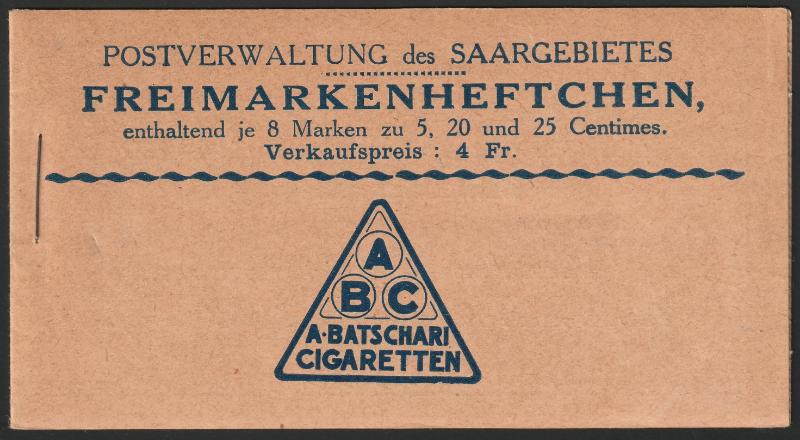 POSTVERWALTUNG des SAARGEBIETES
FREIMARKENHEFTCHEN,
enthaltend je 8 Marken zu 5, 20 und 25 Centimes.
Verkaufspreis : 4 Fr.
A
B C
A·BATSCHARI
CIGARETTEN